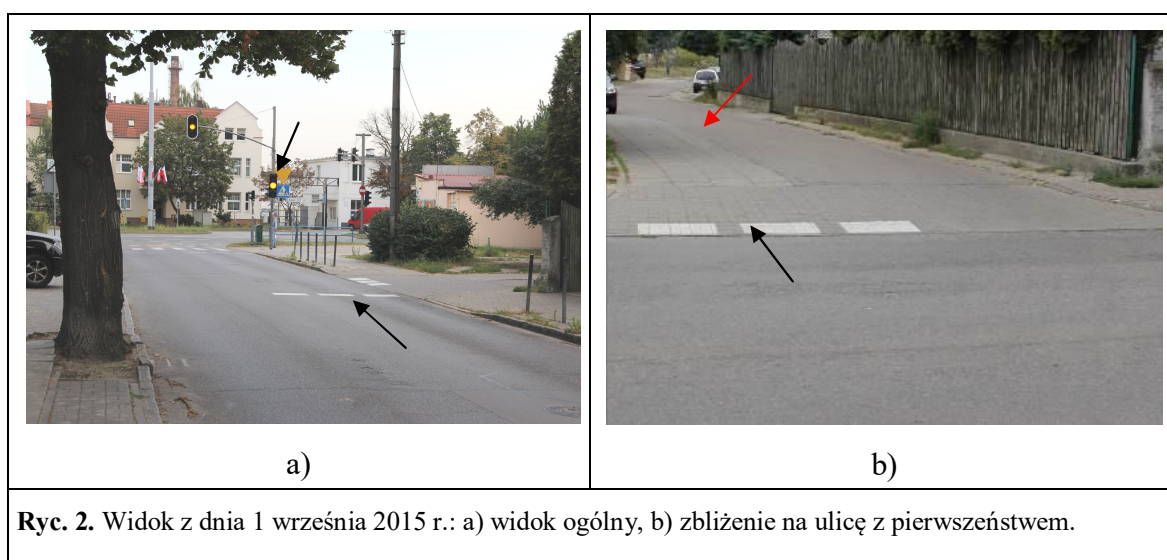 a)
b)
Ryc. 2. Widok z dnia 1 września 2015 r.: a) widok ogólny, b) zbliżenie na ulicę z pierwszeństwem.